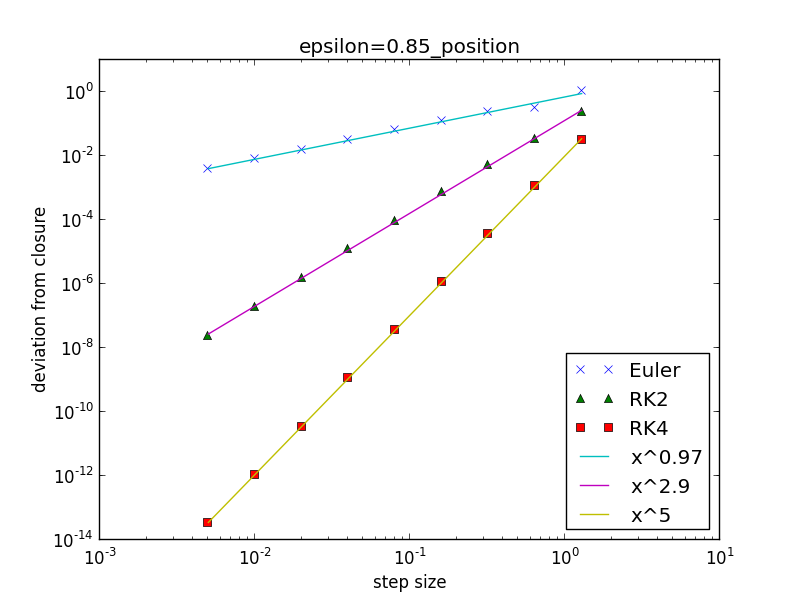 epsilon=0.85_position
deviation from closure
10^0
10^-2
10^-4
10^-6
10^-8
10^-10
10^-12
10^-14
Euler
RK2
RK4
x^0.97
x^2.9
x^5
10^-3
10^-2
10^-1
10^0
10^1
step size